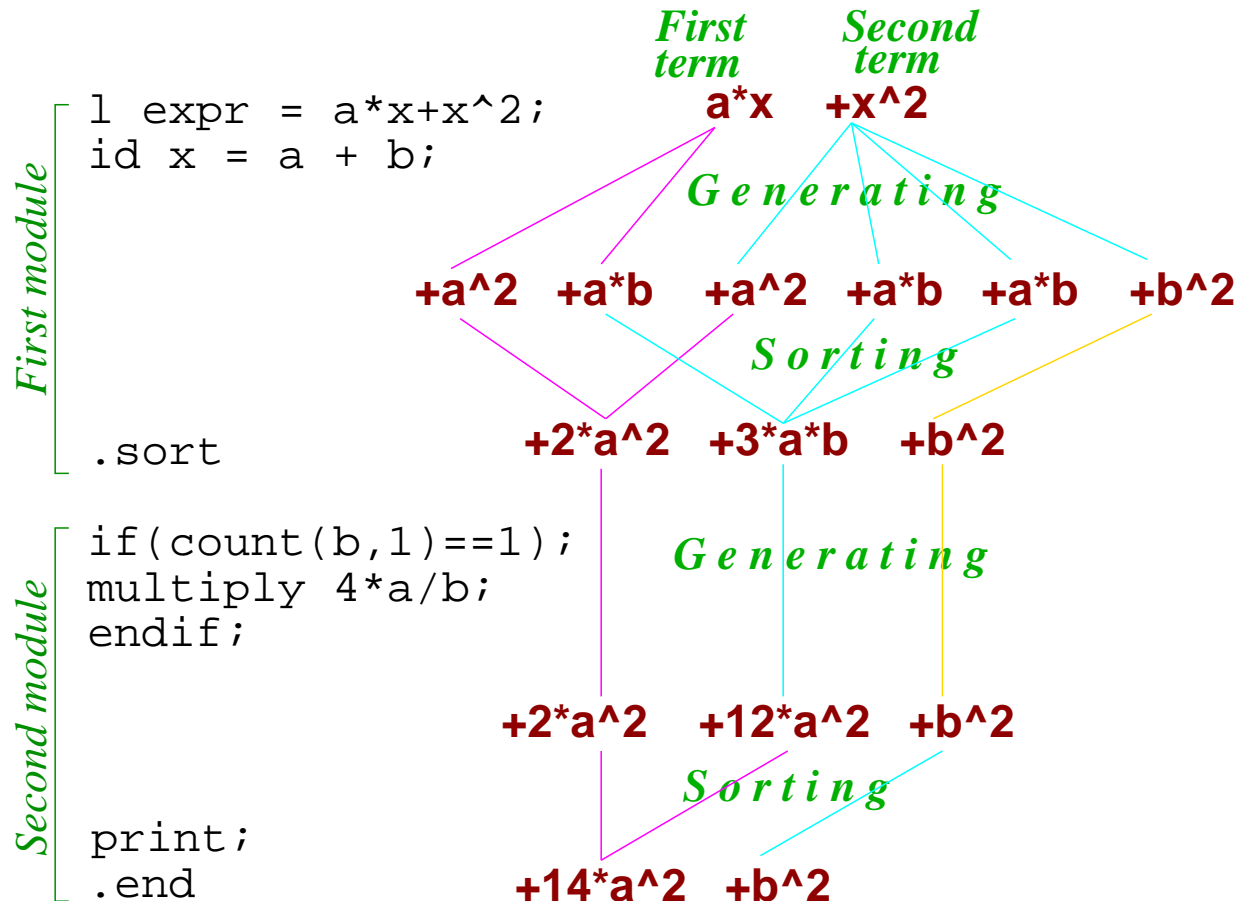 First Second
term term
l expr = a*x+x^2; a*x +x^2
id x = a + b;
Generating
First module
+a^2 +a*b +a^2 +a*b +a*b +b^2
Sorting
.sort +2*a^2 +3*a*b +b^2
if(count(b,1)==1);
Generating
multiply 4*a/b;
endif;
Second module
+2*a^2 +12*a^2 +b^2
Sorting
print;
.end +14*a^2 +b^2